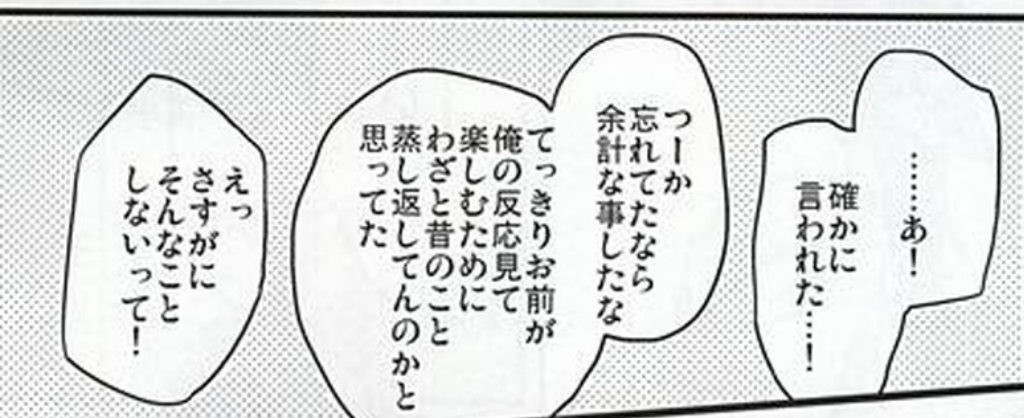 ……あ！
確かに
言われた…！
つーか
忘れてたなら
余計な事したな
てっきりお前が
俺の反応見て
楽しむために
わざと昔のこと
蒸し返してんのかと
思ってた
えっ
さすがに
そんなこと
しないって！